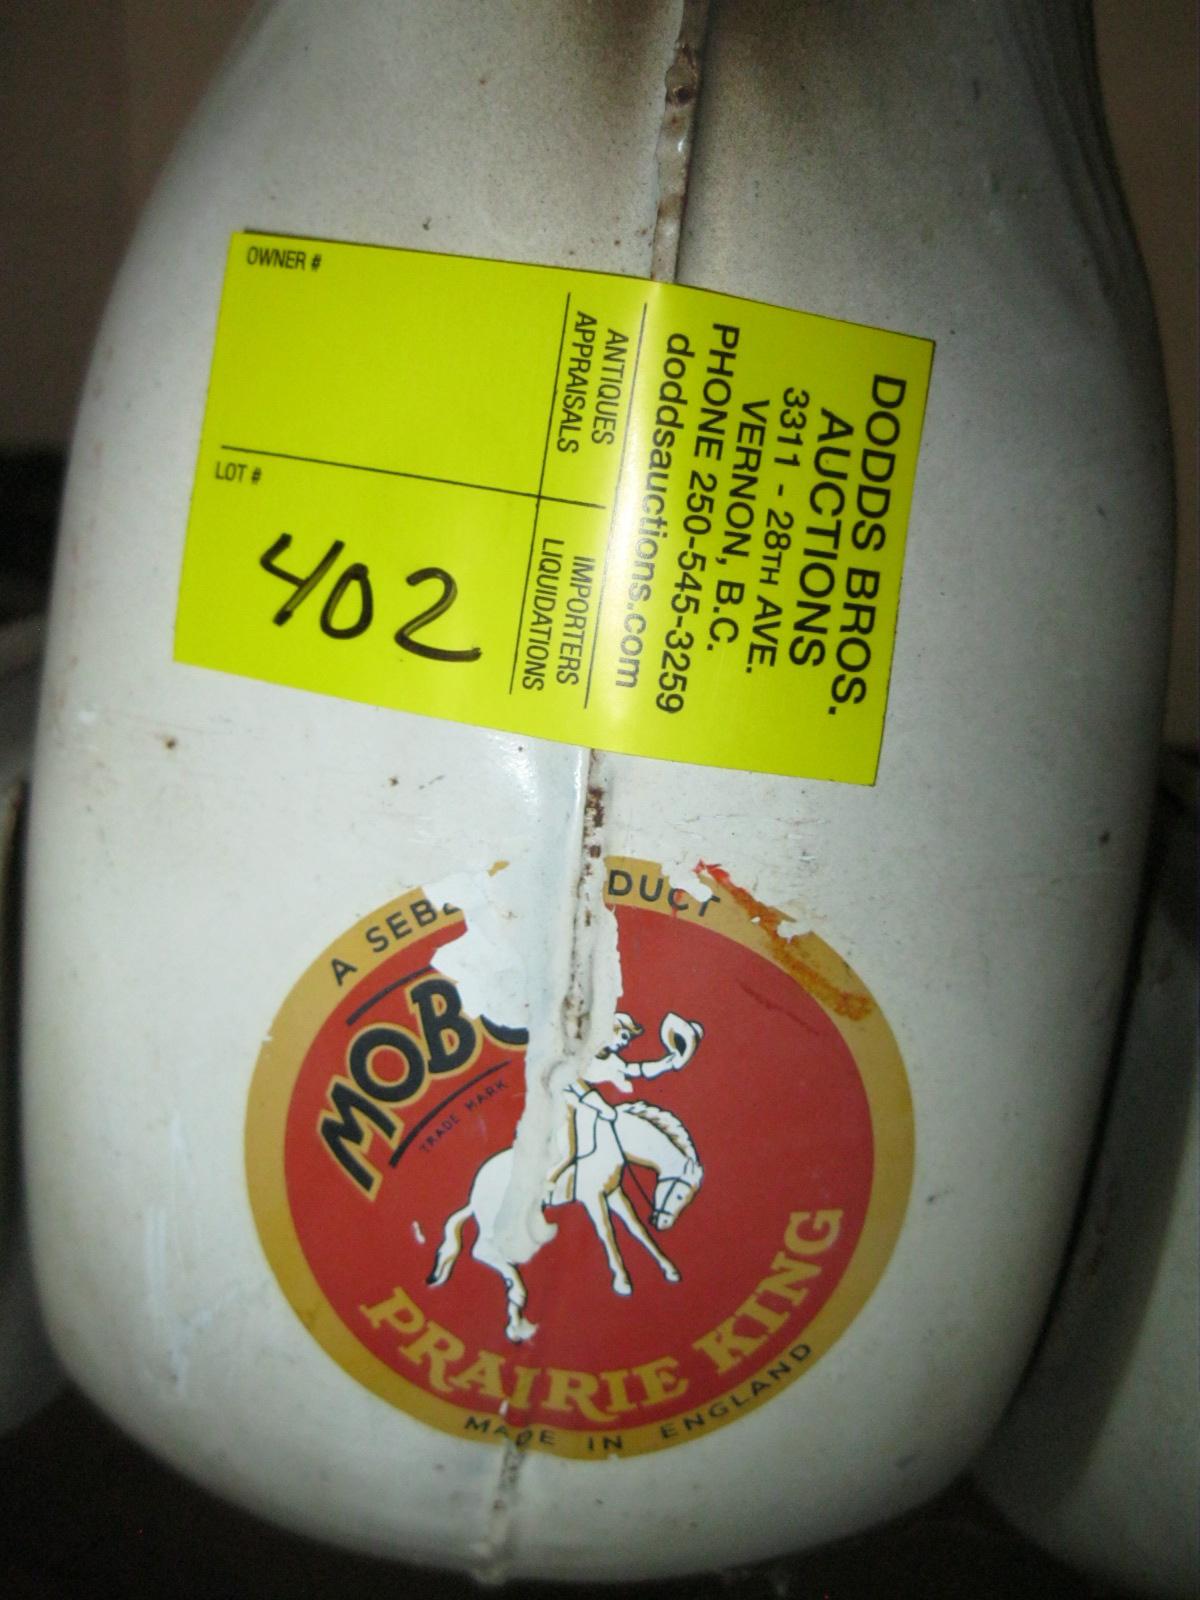 OWNER #
LOT #
402
DODDS BROS.
AUCTIONS
3311 - 28TH AVE.
VERNON, B.C.
PHONE 250-545-3259
doddsauctions.com
ANTIQUES
APPRAISALS
IMPORTERS
LIQUIDATIONS
A SEB DUCT
MOBO
TRADE MARK
PRAIRIE KING
MADE IN ENGLAND